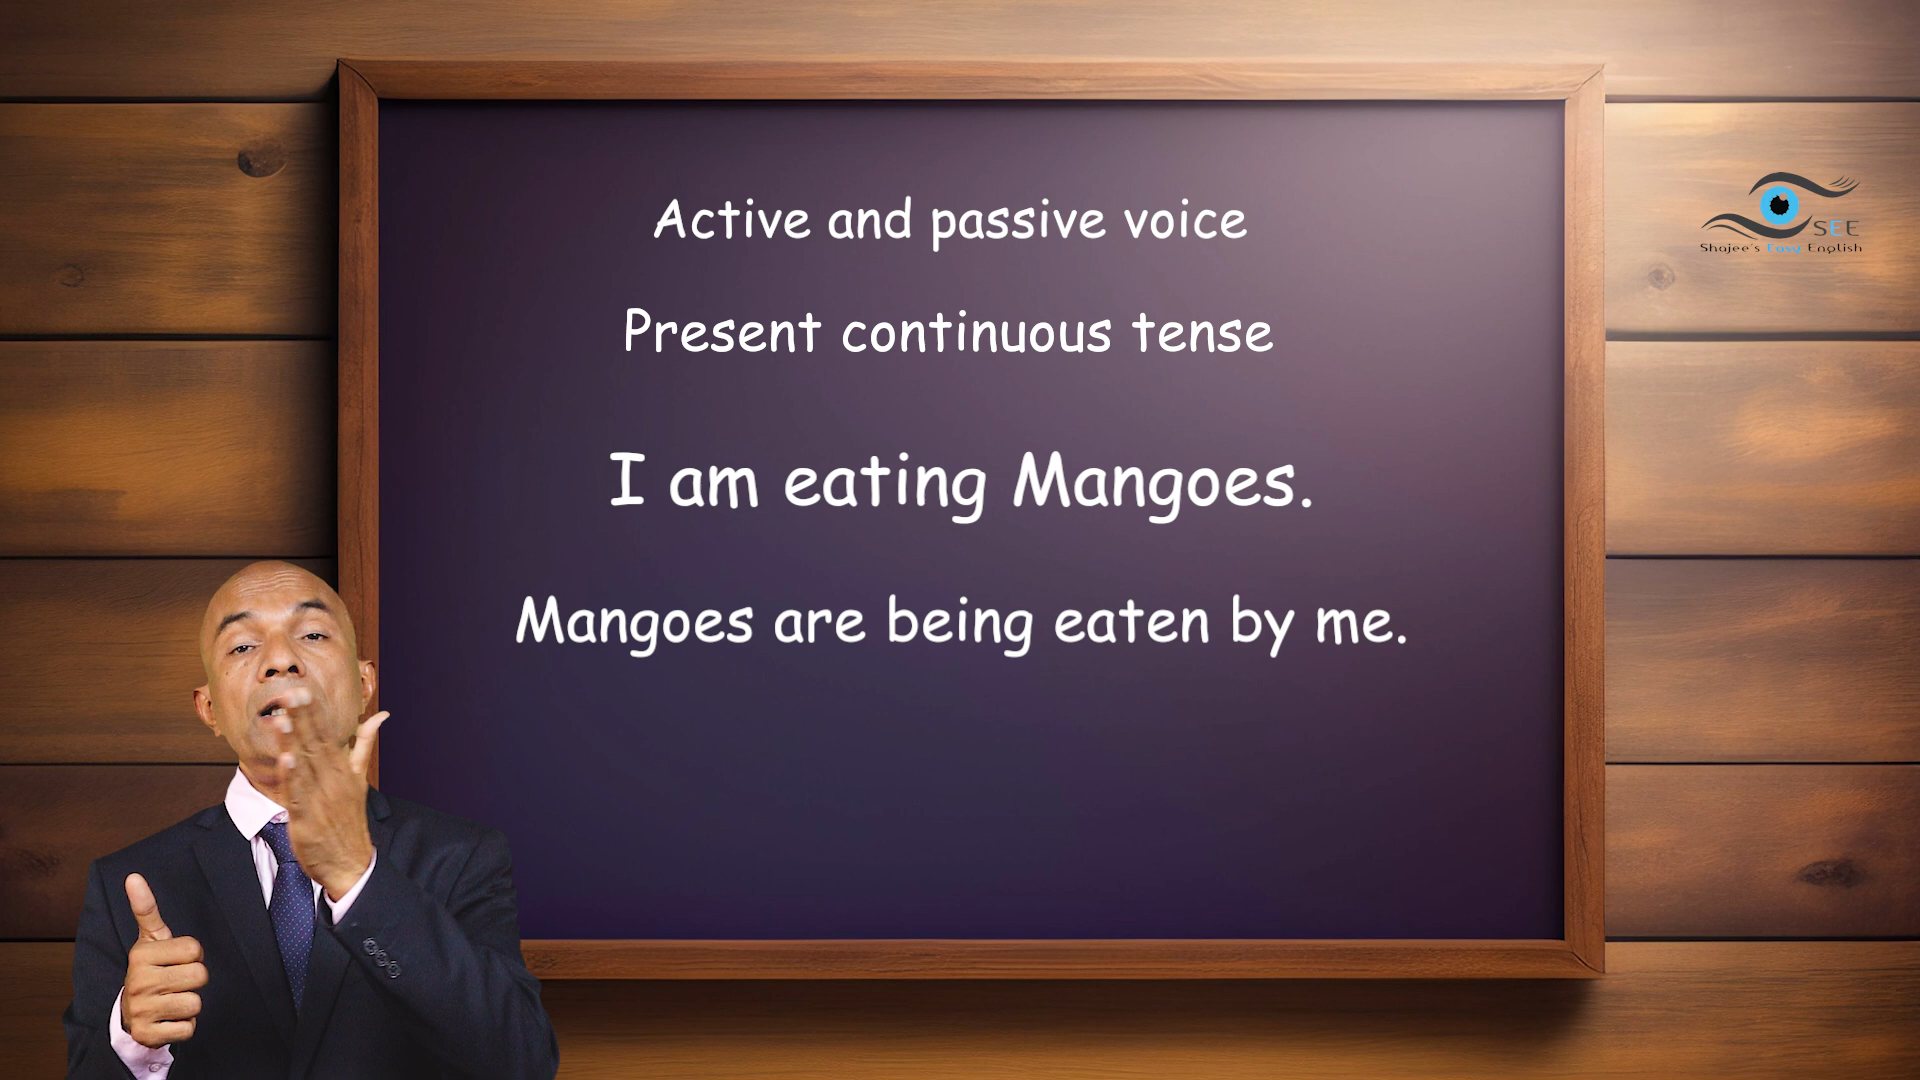 Active and passive voice
SEE
Present continuous tense
Shajee's Easy English
I am eating Mangoes.
Mangoes are being eaten by me.